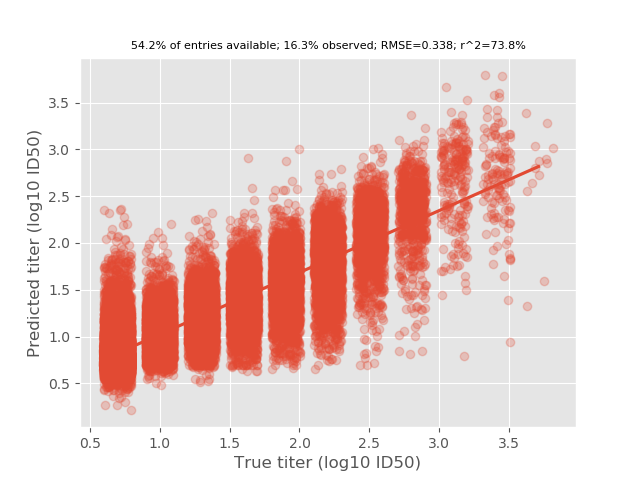 54.2% of entries available; 16.3% observed; RMSE=0.338; r^2=73.8%
Predicted titer (log10 ID50)
3.5
3.0
2.5
2.0
1.5
1.0
0.5
0.5 1.0 1.5 2.0 2.5 3.0 3.5
True titer (log10 ID50)